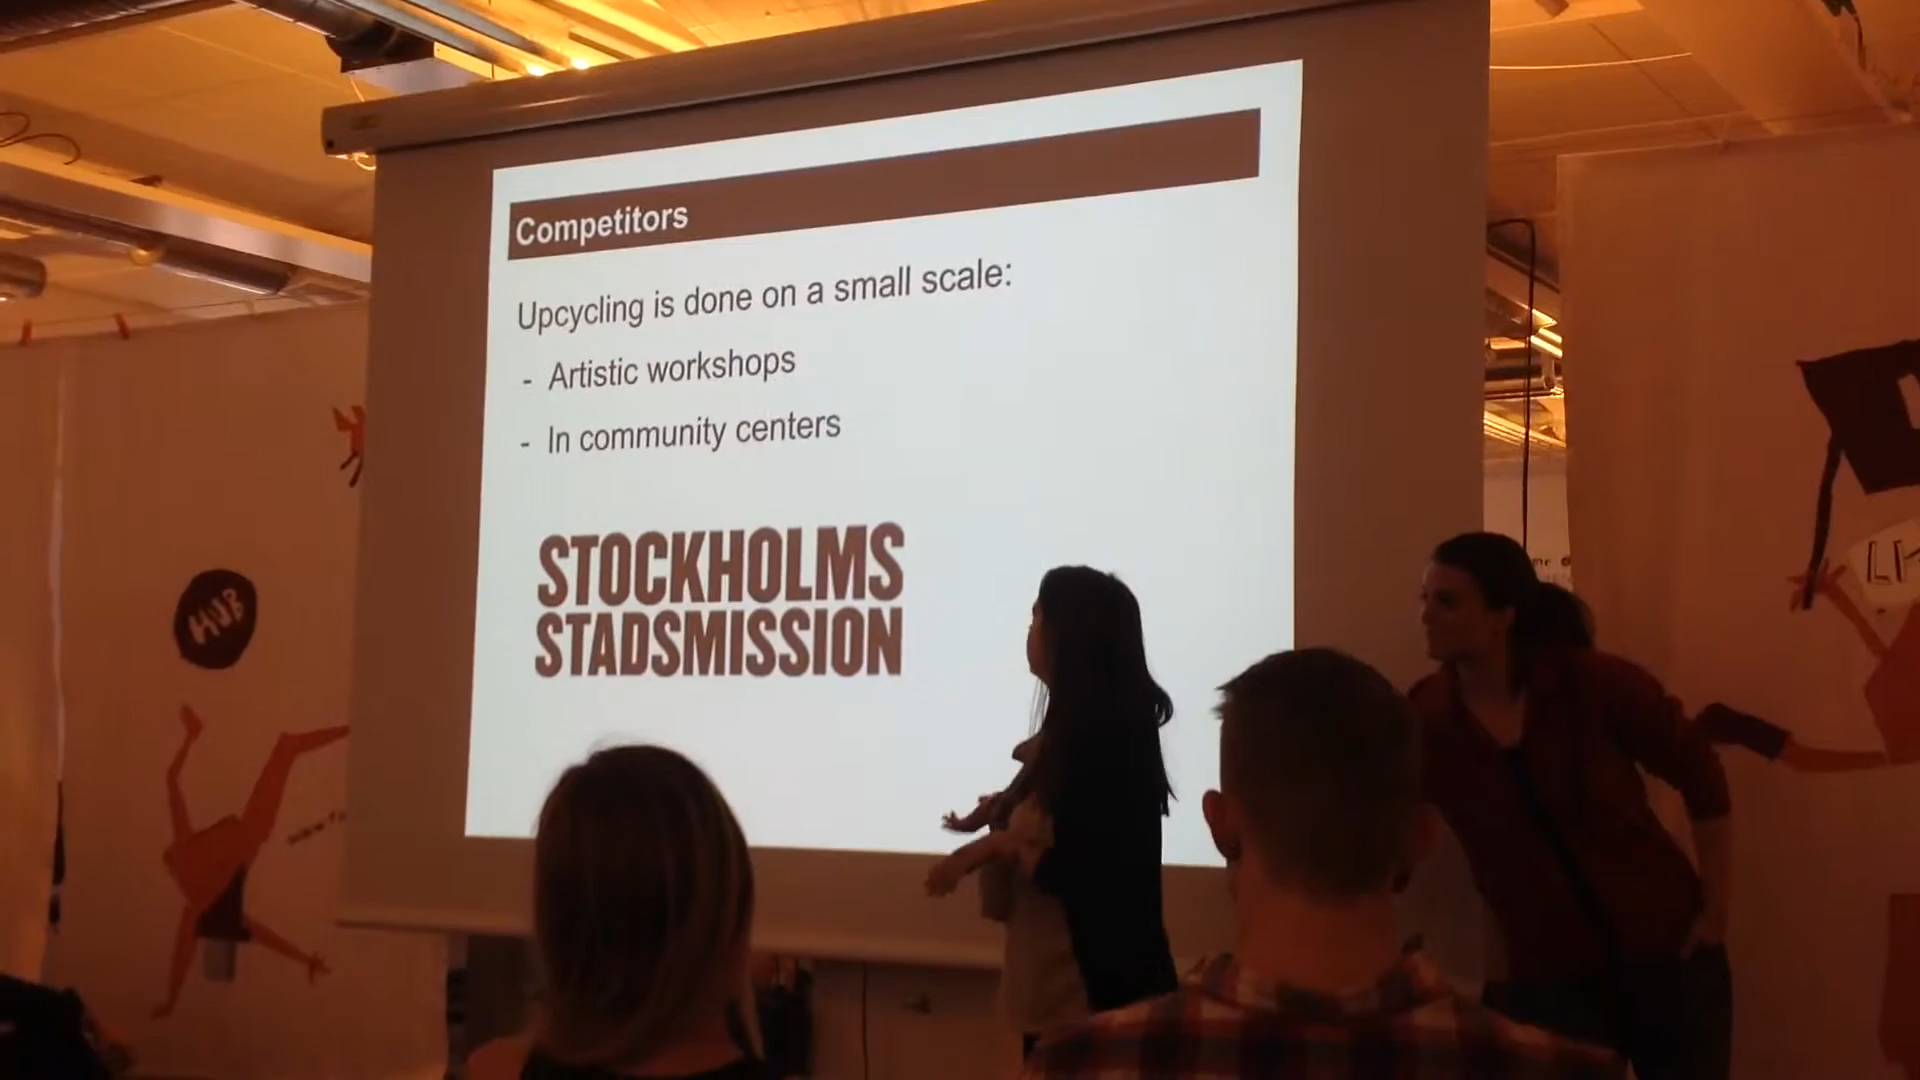 Competitors
Upcycling is done on a small scale:
- Artistic workshops
- In community centers
STOCKHOLMS
STADSMISSION
HUB